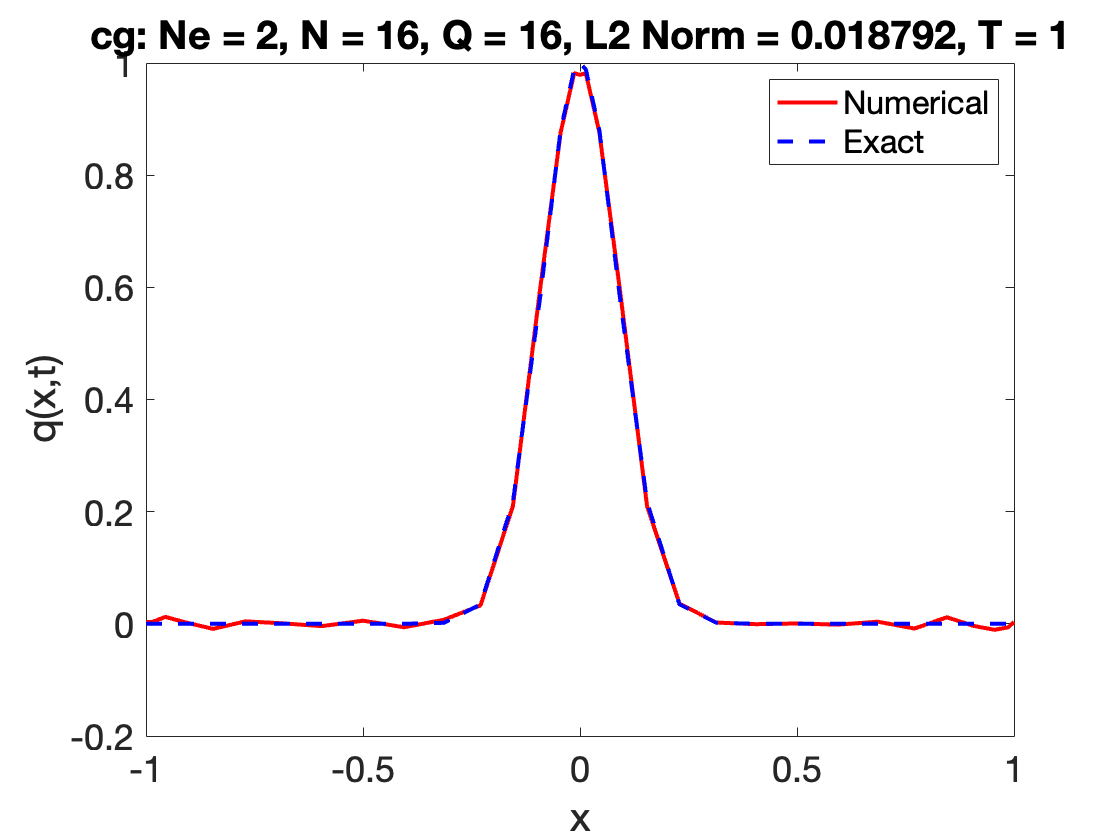 cg: Ne = 2, N = 16, Q = 16, L2 Norm = 0.018792, T = 1
1
Numerical
Exact
0.8
0.6
q(x,t)
0.4
0.2
0
-0.2
-1
-0.5
0
0.5
1
x